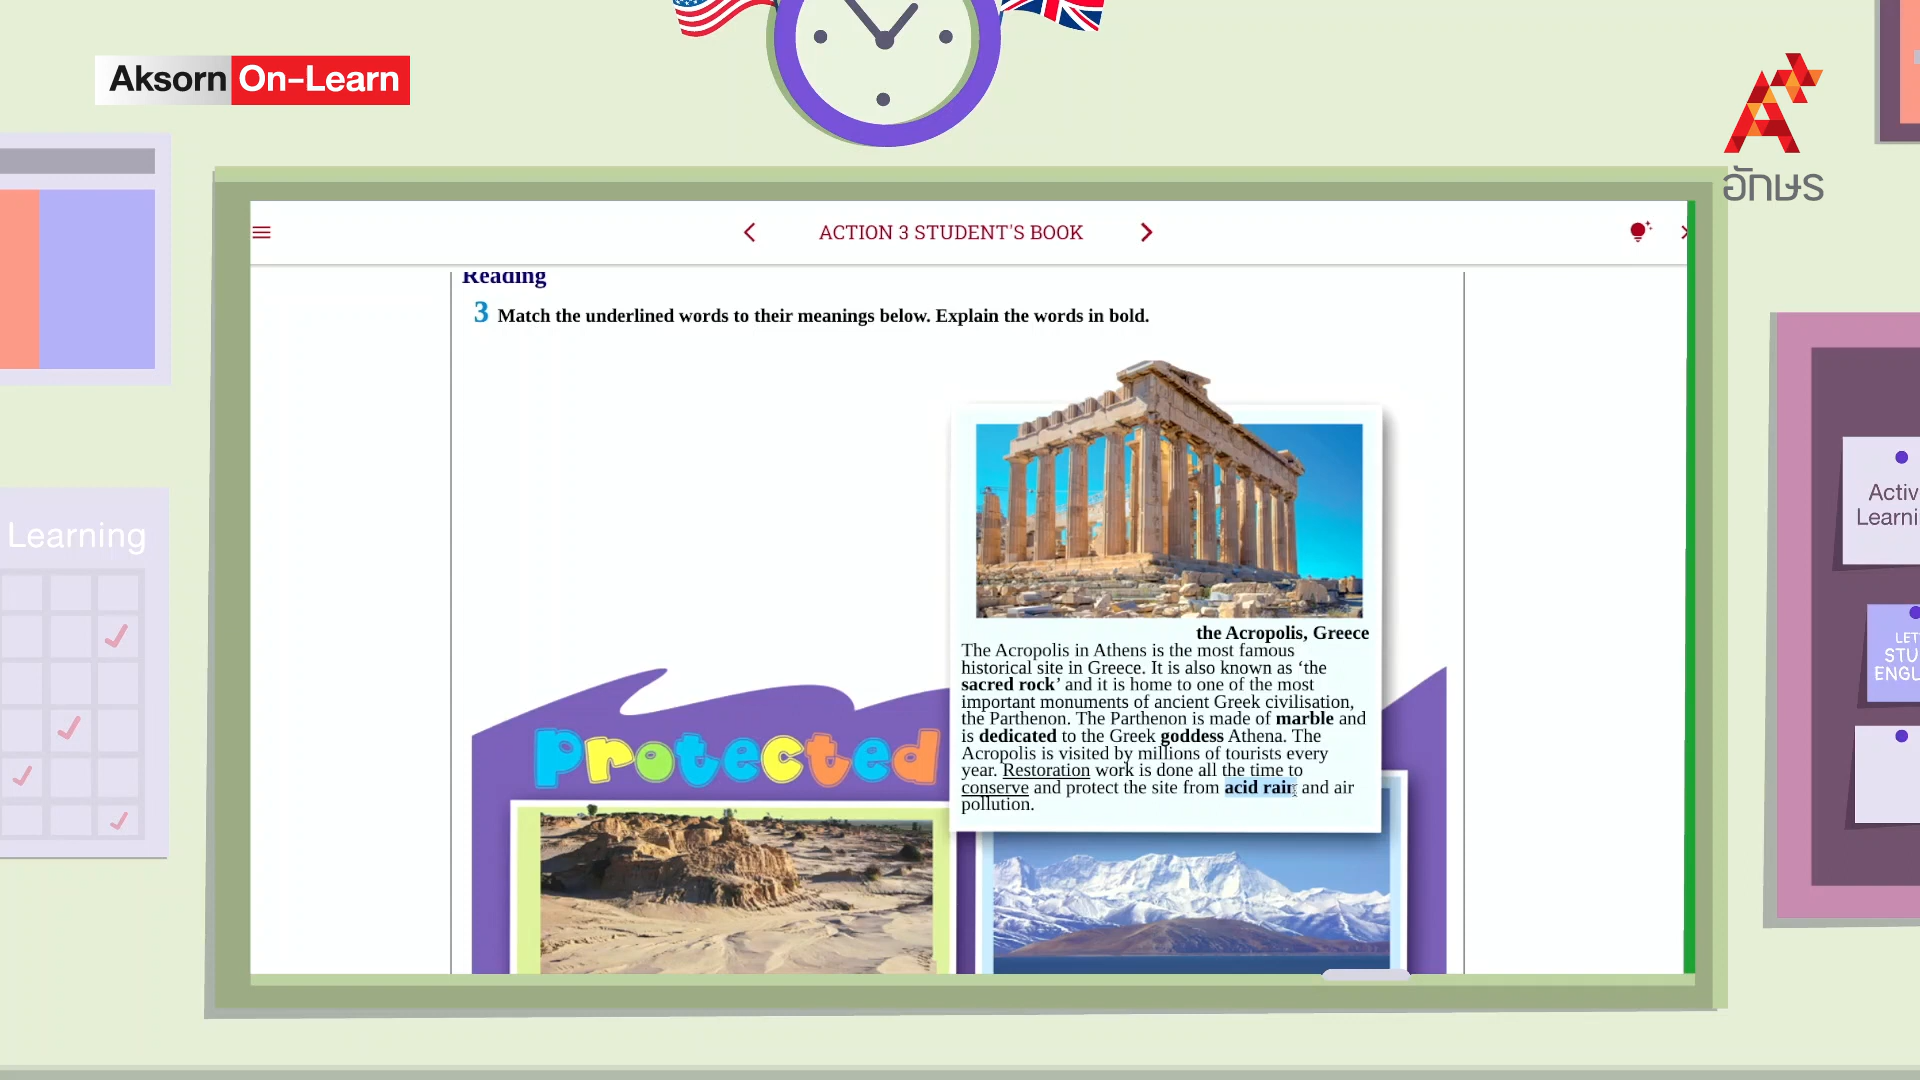 Aksorn On-Learn
อักษร
ACTION 3 STUDENT'S BOOK
Reading
3 Match the underlined words to their meanings below. Explain the words in bold.
the Acropolis, Greece
The Acropolis in Athens is the most famous
historical site in Greece. It is also known as ‘the
sacred rock’ and it is home to one of the most
important monuments of ancient Greek civilisation,
the Parthenon. The Parthenon is made of marble and
is dedicated to the Greek goddess Athena. The
Acropolis is visited by millions of tourists every
year. Restoration work is done all the time to
conserve and protect the site from acid rain and air
pollution.
Protected
Learning
Activ
Learni
LET'
STU
ENGL